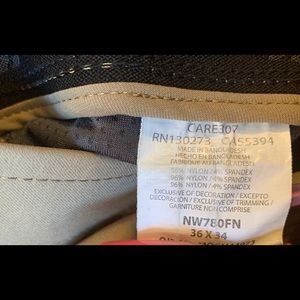 CARE307
RN130273 CA55394
MADE IN BANGLADESH
HECHO EN BANGLADESH
FABRIQUE AU BANGLADESH
96% NYLON / 4% SPANDEX
96% NYLON / 4% SPANDEX
96% NYLON / 4% SPANDEX
EXCLUSIVE OF DECORATION / EXCEPTO
DECORACION / EXCLUSIVE OF TRIMMING /
GARNITURE NON COMPRISE
NW780FN
36 X 34